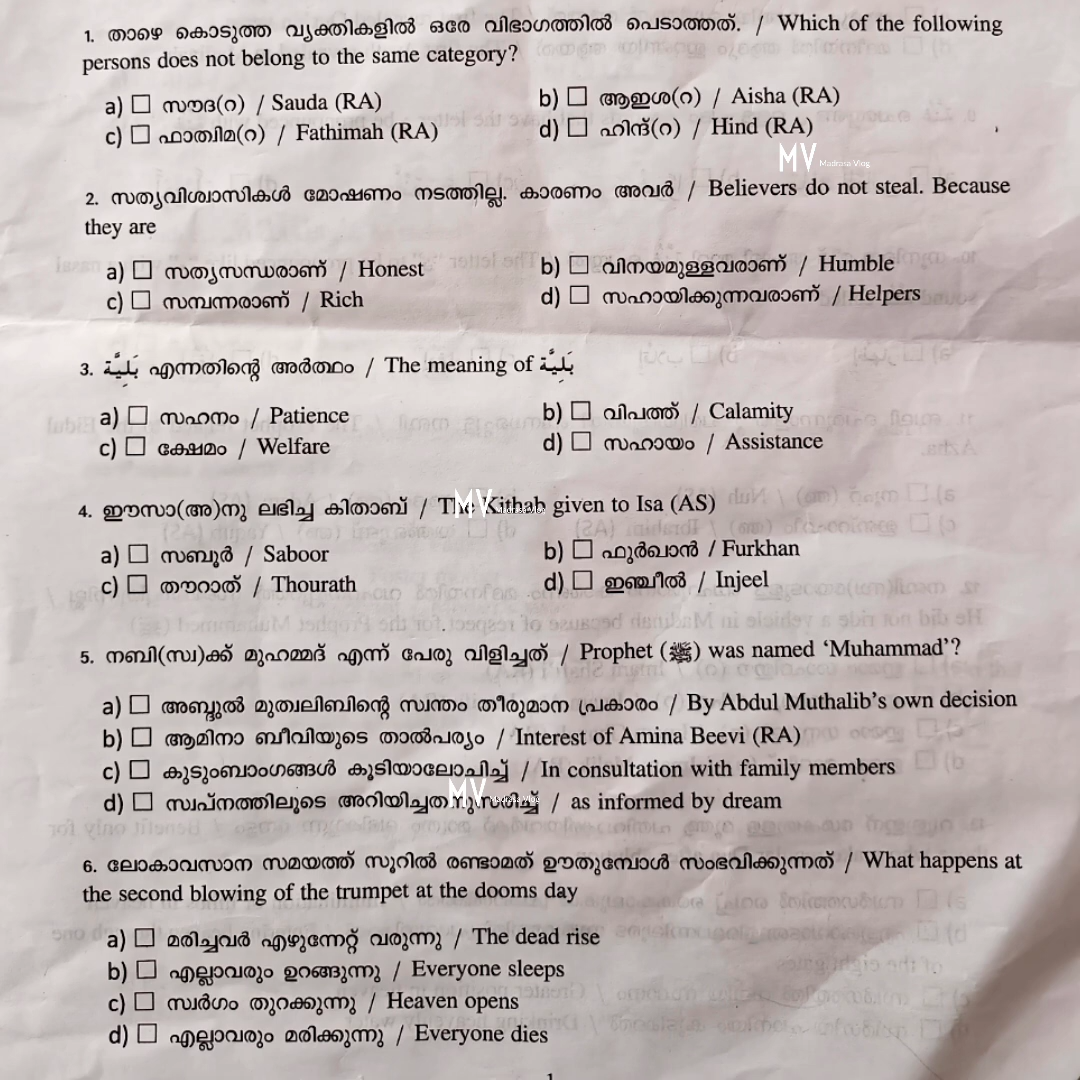 1. താഴെ കൊടുത്ത വ്യക്തികളിൽ ഒരേ വിഭാഗത്തിൽ പെടാത്തത്. / Which of the following
persons does not belong to the same category?
a) ☐ സൗദ(റ) / Sauda (RA) b) ☐ ആഇശ(റ) / Aisha (RA)
c) ☐ ഫാത്വിമ(റ) / Fathimah (RA) d) ☐ ഹിന്ദ്(റ) / Hind (RA)
MV Madrasa Vlog
2. സത്യവിശ്വാസികൾ മോഷണം നടത്തില്ല. കാരണം അവർ / Believers do not steal. Because
they are
a) ☐ സത്യസന്ധരാണ് / Honest b) ☐ വിനയമുള്ളവരാണ് / Humble
c) ☐ സമ്പന്നരാണ് / Rich d) ☐ സഹായിക്കുന്നവരാണ് / Helpers
3. بَلِيَّة എന്നതിന്റെ അർത്ഥം / The meaning of بَلِيَّة
a) ☐ സഹനം / Patience b) ☐ വിപത്ത് / Calamity
c) ☐ ക്ഷേമം / Welfare d) ☐ സഹായം / Assistance
4. ഈസാ(അ)നു ലഭിച്ച കിതാബ് / The Kithab given to Isa (AS)
MV Madrasa Vlog
a) ☐ സബൂർ / Saboor b) ☐ ഫുർഖാൻ / Furkhan
c) ☐ തൗറാത് / Thourath d) ☐ ഇഞ്ചീൽ / Injeel
5. നബി(സ്വ)ക്ക് മുഹമ്മദ് എന്ന് പേരു വിളിച്ചത് / Prophet (ﷺ) was named ‘Muhammad’?
a) ☐ അബ്ദുൽ മുത്വലിബിന്റെ സ്വന്തം തീരുമാന പ്രകാരം / By Abdul Muthalib’s own decision
b) ☐ ആമിനാ ബീവിയുടെ താൽപര്യം / Interest of Amina Beevi (RA)
c) ☐ കുടുംബാംഗങ്ങൾ കൂടിയാലോചിച്ച് / In consultation with family members
d) ☐ സ്വപ്നത്തിലൂടെ അറിയിച്ചതനുസരിച്ച് / as informed by dream
MV Madrasa Vlog
6. ലോകാവസാന സമയത്ത് സൂറിൽ രണ്ടാമത് ഊതുമ്പോൾ സംഭവിക്കുന്നത് / What happens at
the second blowing of the trumpet at the dooms day
a) ☐ മരിച്ചവർ എഴുന്നേറ്റ് വരുന്നു / The dead rise
b) ☐ എല്ലാവരും ഉറങ്ങുന്നു / Everyone sleeps
c) ☐ സ്വർഗം തുറക്കുന്നു / Heaven opens
d) ☐ എല്ലാവരും മരിക്കുന്നു / Everyone dies
1